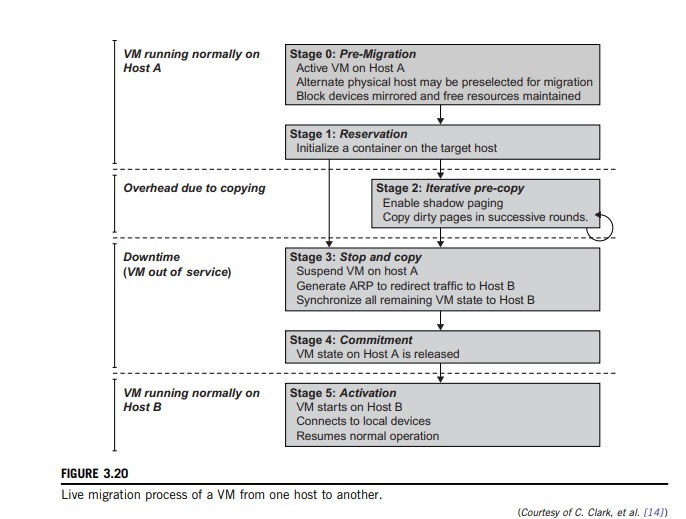 VM running normally on
Host A
Stage 0: Pre-Migration
Active VM on Host A
Alternate physical host may be preselected for migration
Block devices mirrored and free resources maintained
Stage 1: Reservation
Initialize a container on the target host
Overhead due to copying
Stage 2: Iterative pre-copy
Enable shadow paging
Copy dirty pages in successive rounds.
Downtime
(VM out of service)
Stage 3: Stop and copy
Suspend VM on host A
Generate ARP to redirect traffic to Host B
Synchronize all remaining VM state to Host B
Stage 4: Commitment
VM state on Host A is released
VM running normally on
Host B
Stage 5: Activation
VM starts on Host B
Connects to local devices
Resumes normal operation
FIGURE 3.20
Live migration process of a VM from one host to another.
(Courtesy of C. Clark, et al. [14])